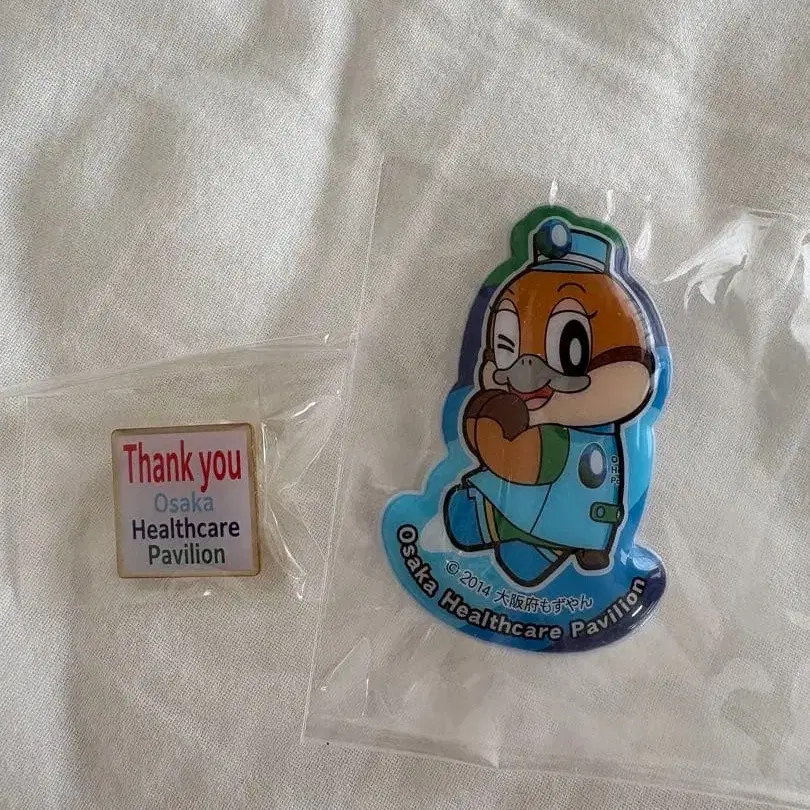 Thank you
Osaka
Healthcare
Pavilion
© 2014 大阪府もずやん
Osaka Healthcare Pavilion